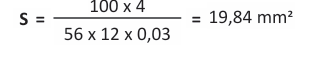 S = 100 x 4 / 56 x 12 x 0,03 = 19,84 mm²